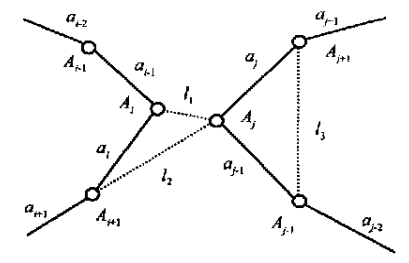 a_{i-2}
a_{j+1}
A_{i-1}
A_{j+1}
a_{i-1}
a_j
l_1
A_i
A_j
a_i
l_2
a_{j-1}
l_3
a_{i+1}
A_{i+1}
A_{j-1}
a_{j-2}